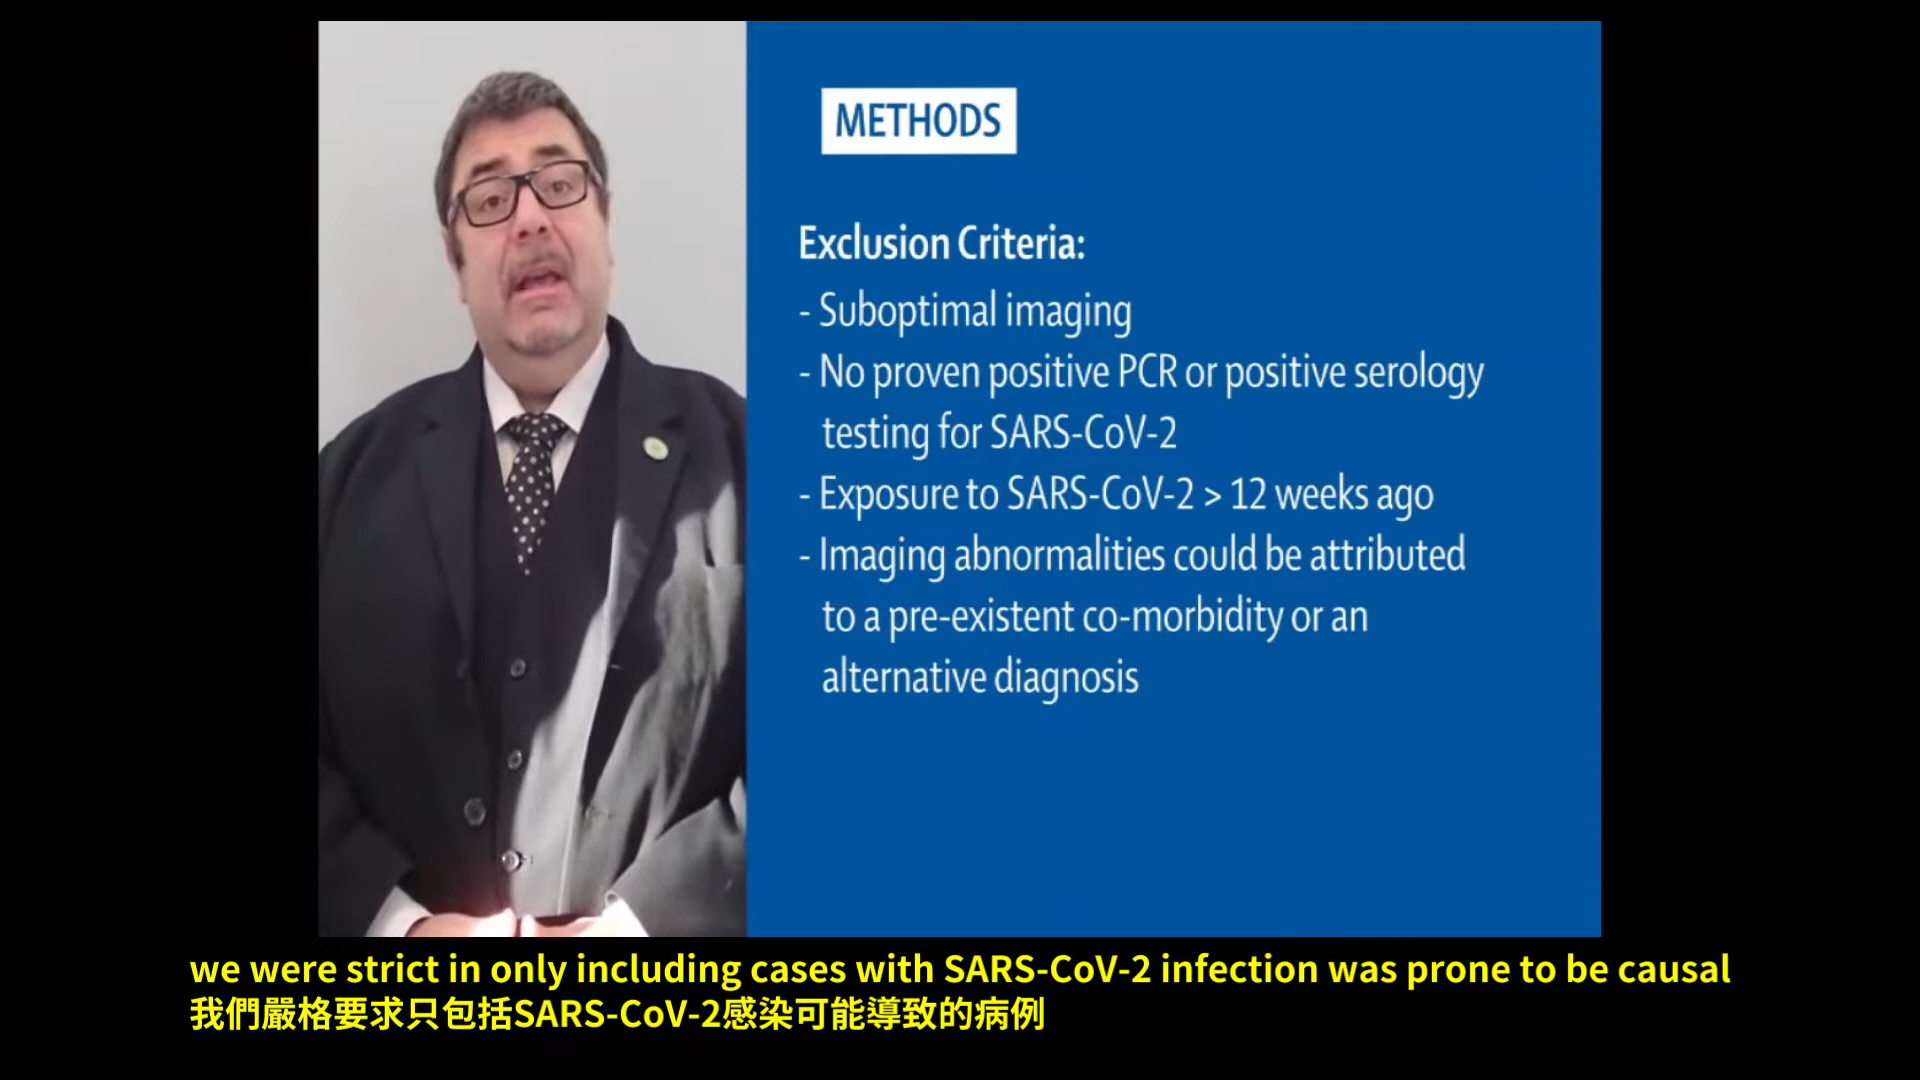 METHODS
Exclusion Criteria:
- Suboptimal imaging
- No proven positive PCR or positive serology
testing for SARS-CoV-2
- Exposure to SARS-CoV-2 > 12 weeks ago
- Imaging abnormalities could be attributed
to a pre-existent co-morbidity or an
alternative diagnosis
we were strict in only including cases with SARS-CoV-2 infection was prone to be causal
我們嚴格要求只包括SARS-CoV-2感染可能導致的病例